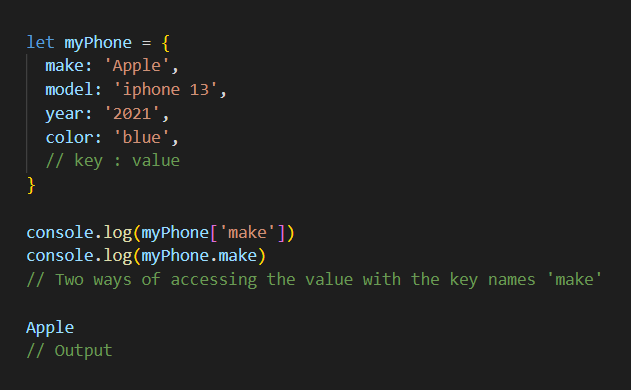 let myPhone = {
  make: 'Apple',
  model: 'iphone 13',
  year: '2021',
  color: 'blue',
  // key : value
}

console.log(myPhone['make'])
console.log(myPhone.make)
// Two ways of accessing the value with the key names 'make'

Apple
// Output